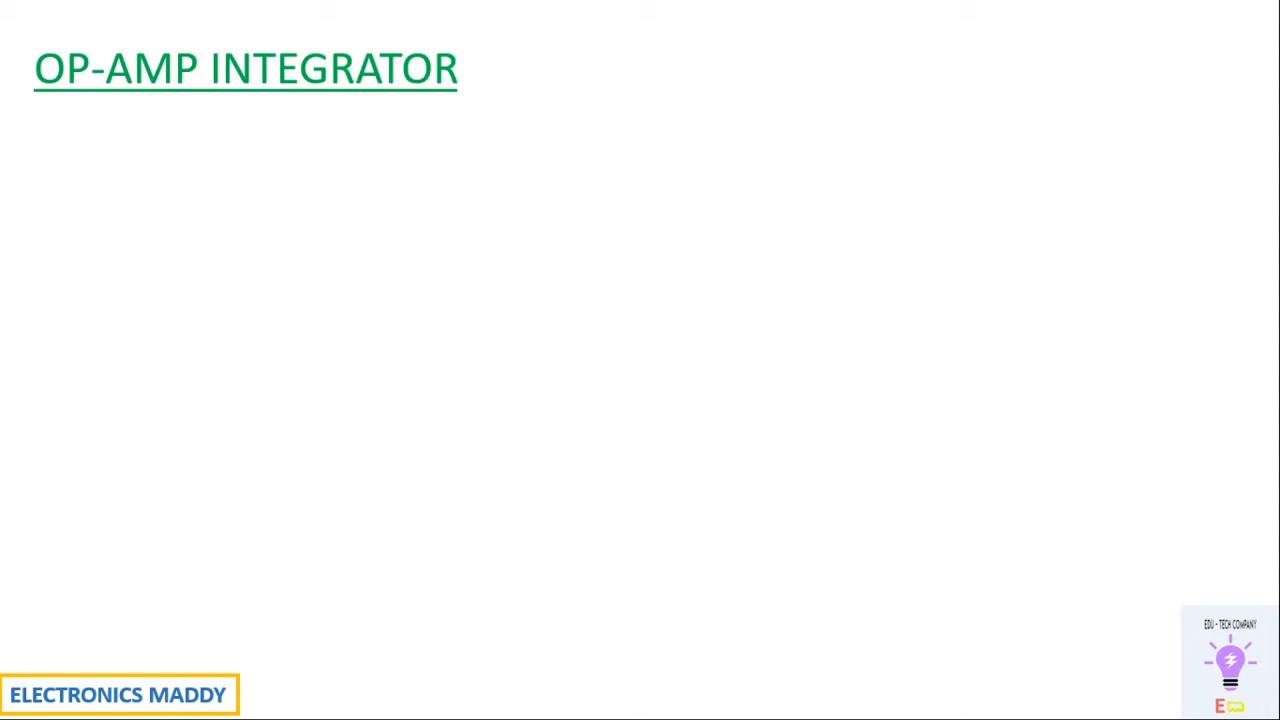 OP-AMP INTEGRATOR
EDU - TECH COMPANY
ELECTRONICS MADDY